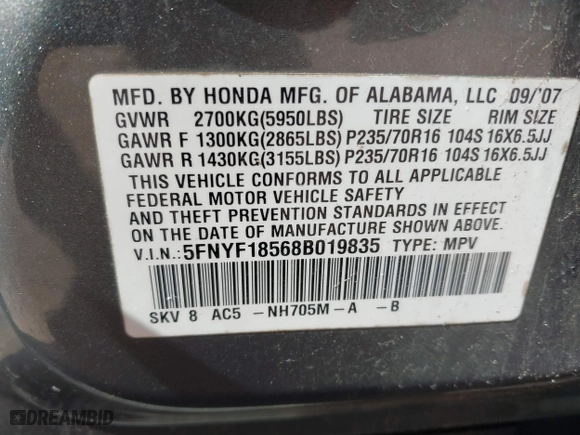 MFD. BY HONDA MFG. OF ALABAMA, LLC 09/'07
GVWR 2700KG(5950LBS) TIRE SIZE RIM SIZE
GAWR F 1300KG(2865LBS) P235/70R16 104S 16X6.5JJ
GAWR R 1430KG(3155LBS) P235/70R16 104S 16X6.5JJ
THIS VEHICLE CONFORMS TO ALL APPLICABLE
FEDERAL MOTOR VEHICLE SAFETY
AND THEFT PREVENTION STANDARDS IN EFFECT
ON THE DATE OF MANUFACTURE SHOWN ABOVE.
V.I.N.:5FNYF18568B019835 TYPE: MPV
SKV 8 AC5 -NH705M-A -B
DREAMBID